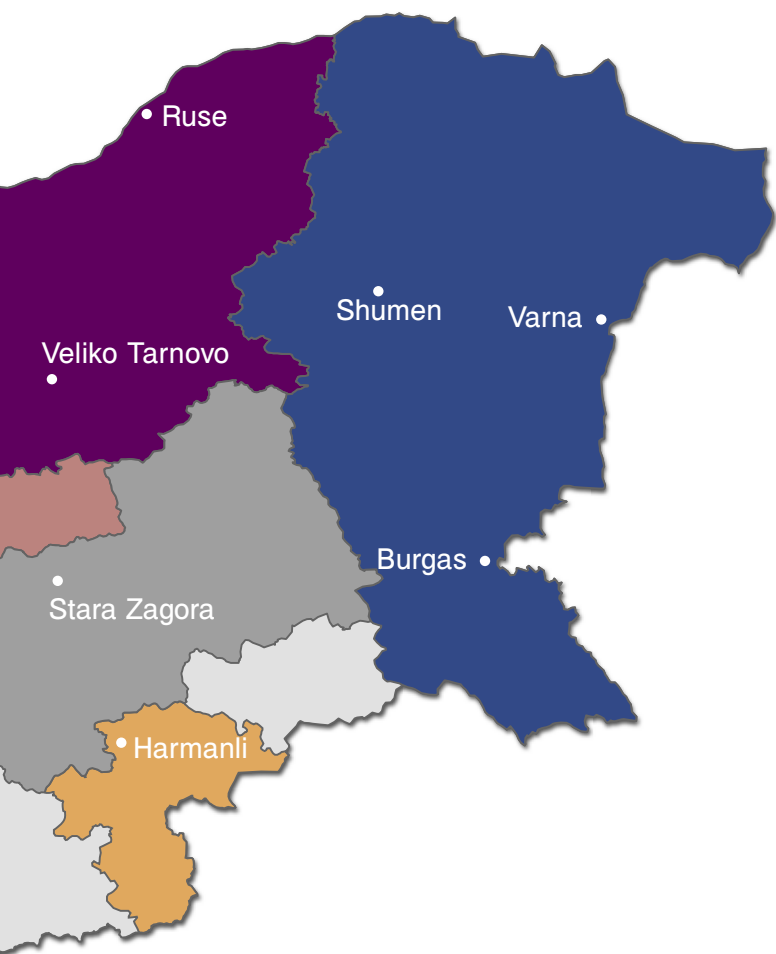 Ruse
Shumen
Varna
Veliko Tarnovo
Burgas
Stara Zagora
Harmanli